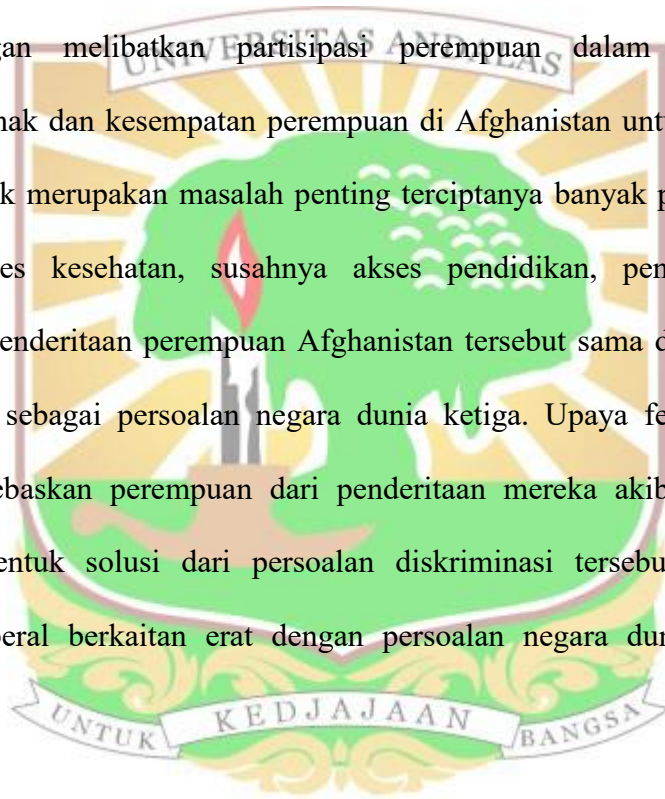 UNIVERSITAS ANDALAS
gan melibatkan partisipasi perempuan dalam
hak dan kesempatan perempuan di Afghanistan untu
k merupakan masalah penting terciptanya banyak p
es kesehatan, susahnya akses pendidikan, pen
enderitaan perempuan Afghanistan tersebut sama d
sebagai persoalan negara dunia ketiga. Upaya fe
ebaskan perempuan dari penderitaan mereka akib
entuk solusi dari persoalan diskriminasi tersebu
beral berkaitan erat dengan persoalan negara dun
UNTUK KEDJAJAAN BANGSA